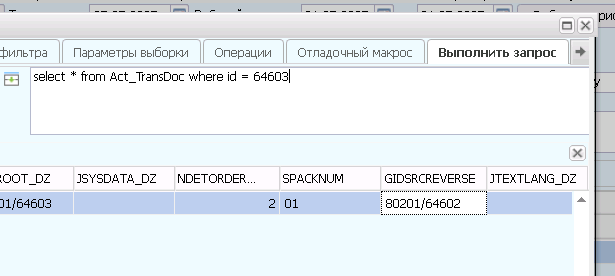 фильтра Параметры выборки Операции Отладочный макрос Выполнить запрос
select * from Act_TransDoc where id = 64603
ROOT_DZ JSYSDATA_DZ NDETORDER... SPACKNUM GIDSRCREVERSE JTEXTLANG_DZ
01/64603 2 01 80201/64602